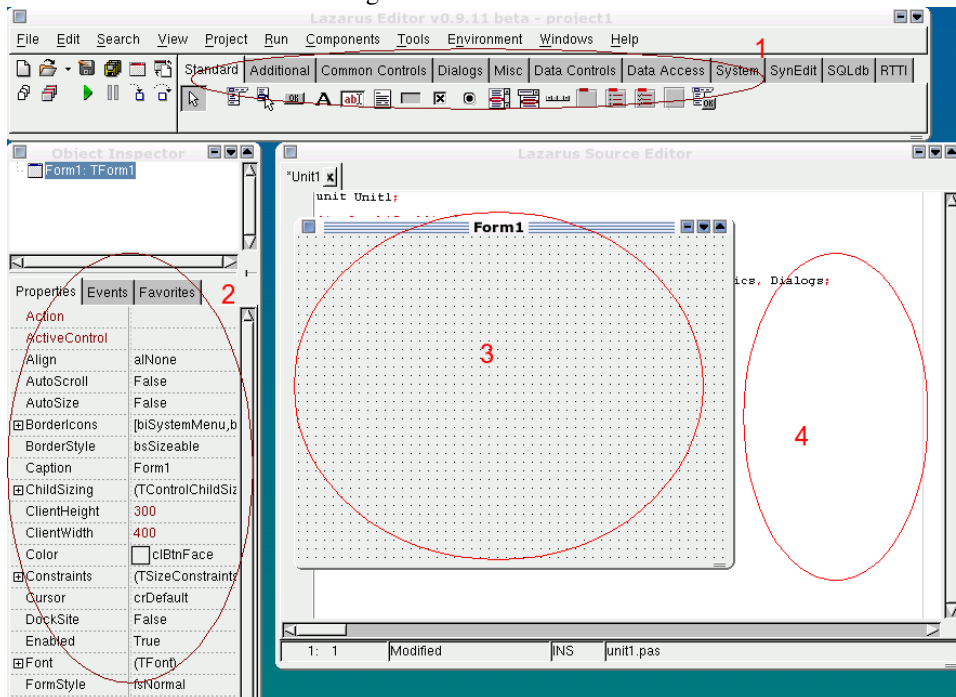 Lazarus Editor v0.9.11 beta - project1
File Edit Search View Project Run Components Tools Environment Windows Help
1
Standard Additional Common Controls Dialogs Misc Data Controls Data Access System SynEdit SQLdb RTTI
OK A abI OK
Object Inspector
Form1: TForm1
Properties Events Favorites
2
Action
ActiveControl
Align alNone
AutoScroll False
AutoSize False
BorderIcons [biSystemMenu,b
BorderStyle bsSizeable
Caption Form1
ChildSizing (TControlChildSiz
ClientHeight 300
ClientWidth 400
Color clBtnFace
Constraints (TSizeConstraints
Cursor crDefault
DockSite False
Enabled True
Font (TFont)
FormStyle fsNormal
Lazarus Source Editor
*Unit1
unit Unit1;
Form1
ics, Dialogs;
3
4
1: 1 Modified INS unit1.pas